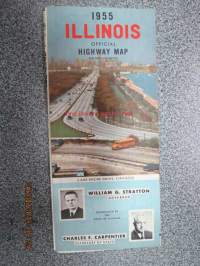 1955
ILLINOIS
OFFICIAL
HIGHWAY MAP
LAKE SHORE DRIVE, CHICAGO
WILLIAM G. STRATTON
GOVERNOR
CHARLES F. CARPENTIER
SECRETARY OF STATE